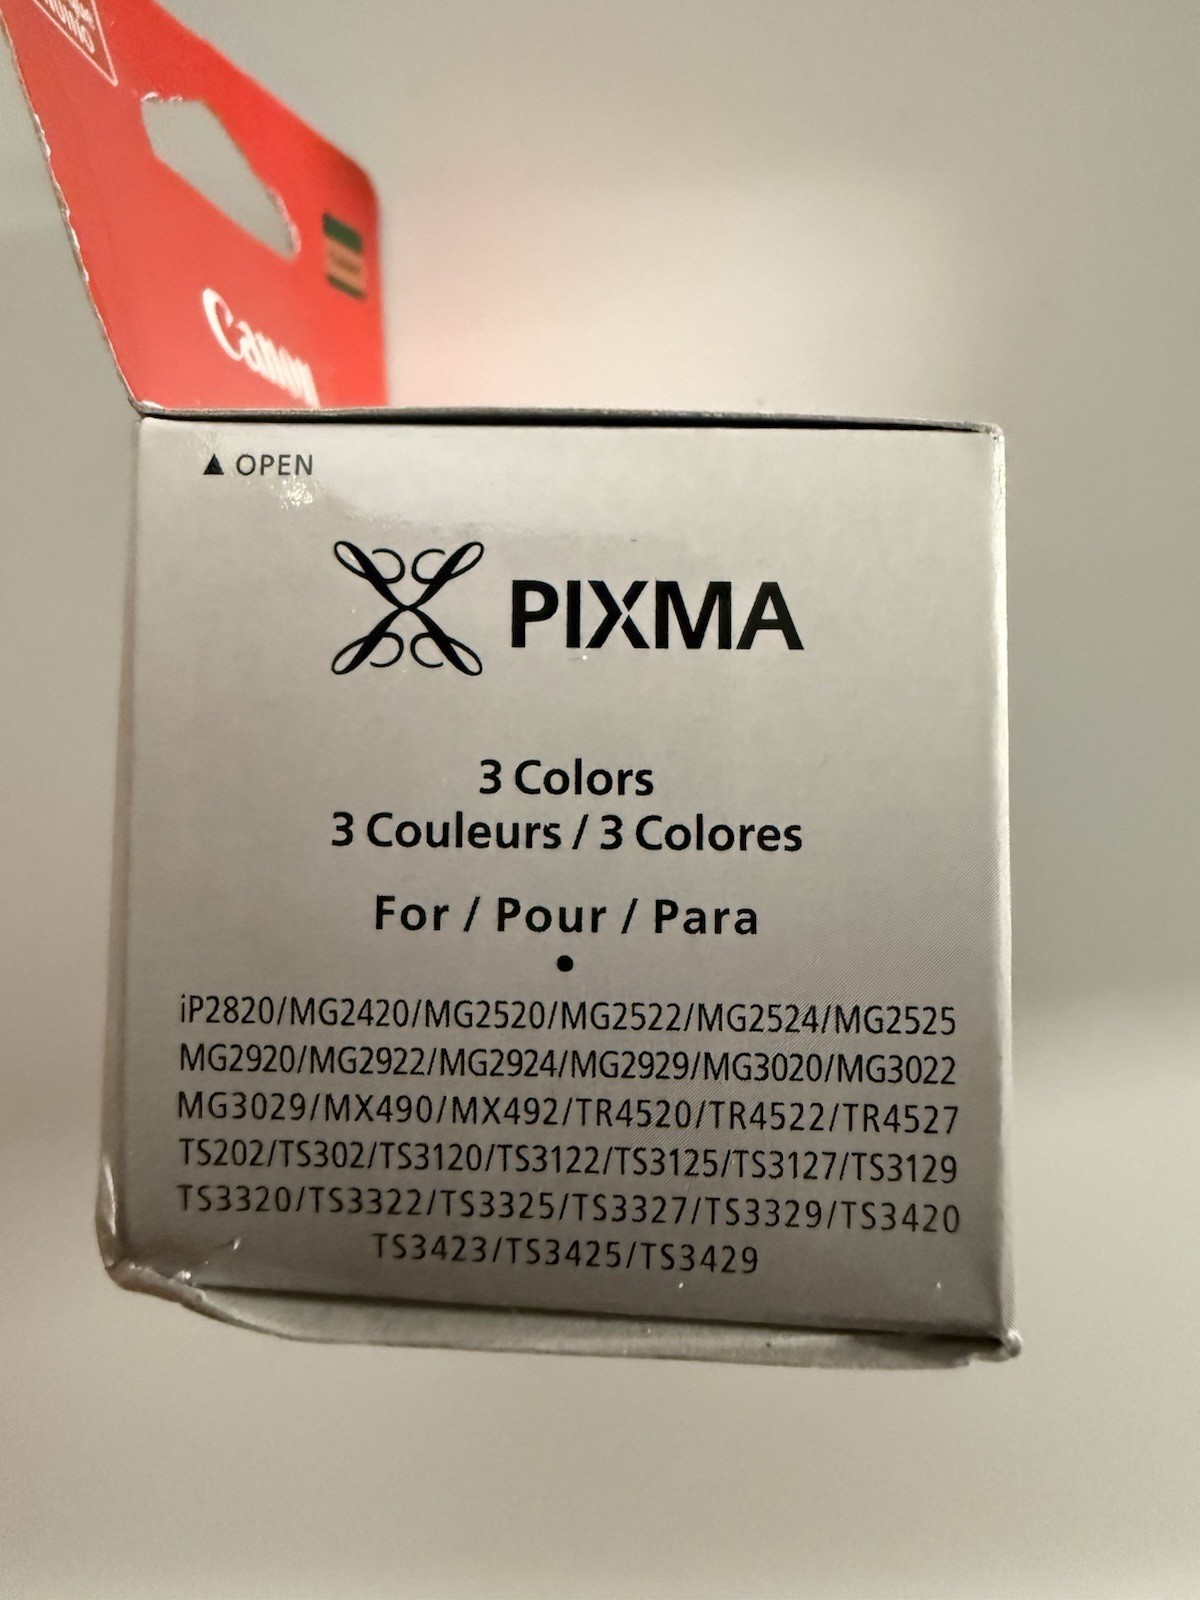 Canon
▲ OPEN
PIXMA
3 Colors
3 Couleurs / 3 Colores
For / Pour / Para
•
iP2820/MG2420/MG2520/MG2522/MG2524/MG2525
MG2920/MG2922/MG2924/MG2929/MG3020/MG3022
MG3029/MX490/MX492/TR4520/TR4522/TR4527
TS202/TS302/TS3120/TS3122/TS3125/TS3127/TS3129
TS3320/TS3322/TS3325/TS3327/TS3329/TS3420
TS3423/TS3425/TS3429